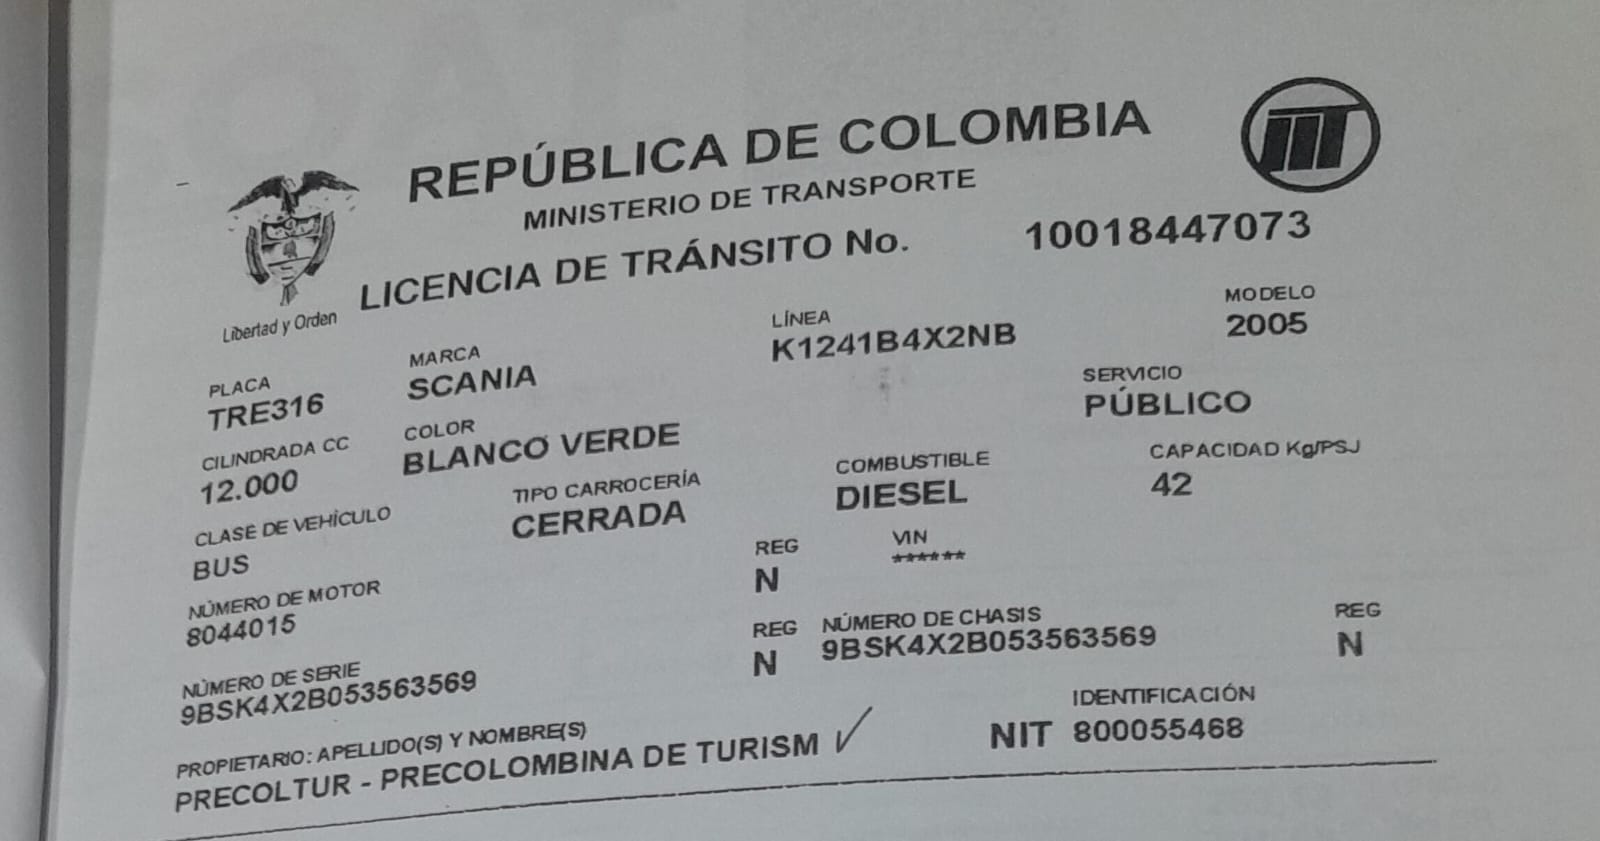 REPÚBLICA DE COLOMBIA
MINISTERIO DE TRANSPORTE
LICENCIA DE TRÁNSITO No. 10018447073
Libertad y Orden
PLACA MARCA LÍNEA MODELO
TRE316 SCANIA K1241B4X2NB 2005
CILINDRADA CC COLOR SERVICIO
12.000 BLANCO VERDE PÚBLICO
CLASE DE VEHÍCULO TIPO CARROCERÍA COMBUSTIBLE CAPACIDAD Kg/PSJ
BUS CERRADA DIESEL 42
NÚMERO DE MOTOR REG VIN
8044015 N ******
NÚMERO DE SERIE REG NÚMERO DE CHASIS REG
9BSK4X2B053563569 N 9BSK4X2B053563569 N
PROPIETARIO: APELLIDO(S) Y NOMBRE(S) IDENTIFICACIÓN
PRECOLTUR - PRECOLOMBINA DE TURISM NIT 800055468